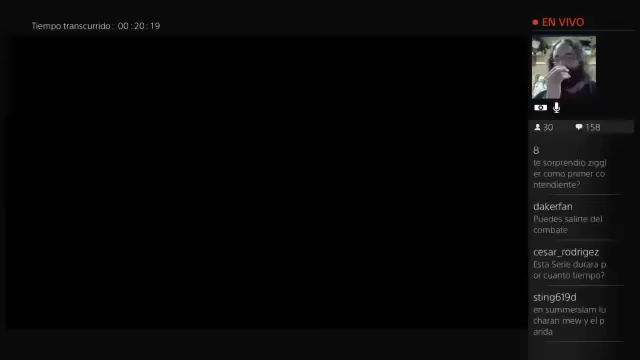 Tiempo transcurrido: 00:20:19
EN VIVO
30
158
8
te sorprendio ziggl
er como primer co
ntendiente?
dakerfan
Puedes salirte del
combate
cesar_rodrigez
Esta Serie durara p
or cuanto tiempo?
sting619d
en summerslam lu
charan mew y el p
anda